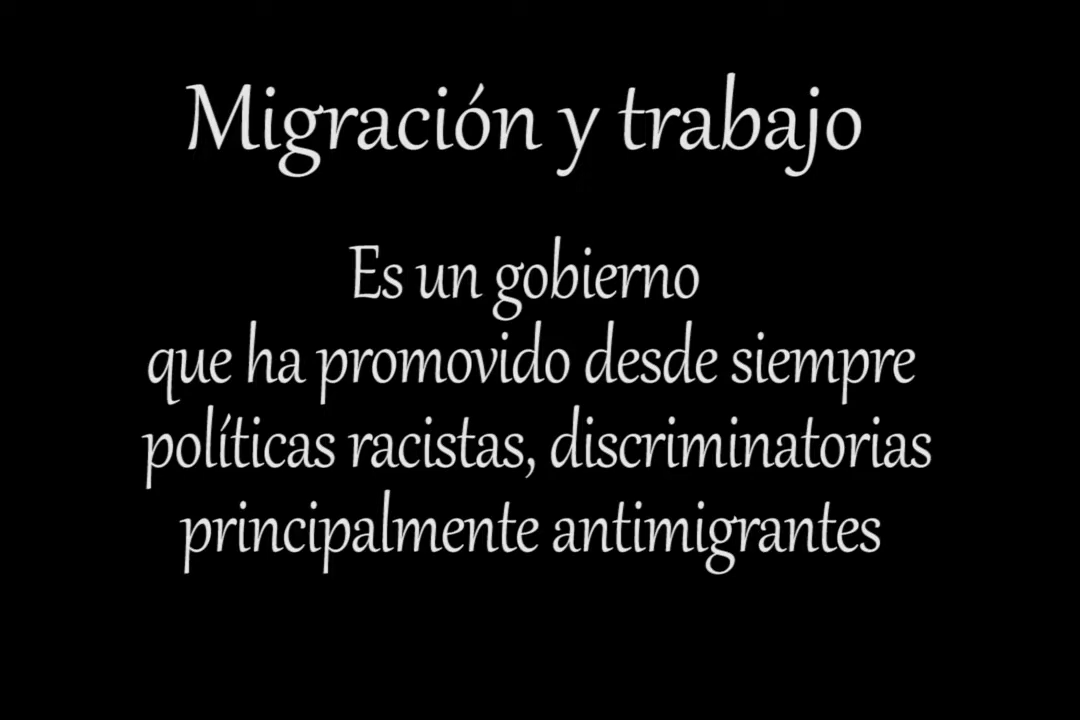 Migración y trabajo
Es un gobierno
que ha promovido desde siempre
políticas racistas, discriminatorias
principalmente antimigrantes